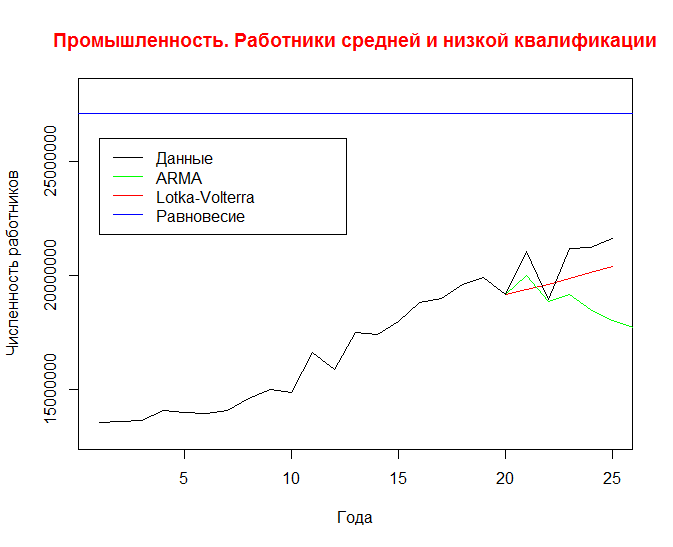 Промышленность. Работники средней и низкой квалификации
Численность работников
25000000
20000000
15000000
Данные
ARMA
Lotka-Volterra
Равновесие
5
10
15
20
25
Года